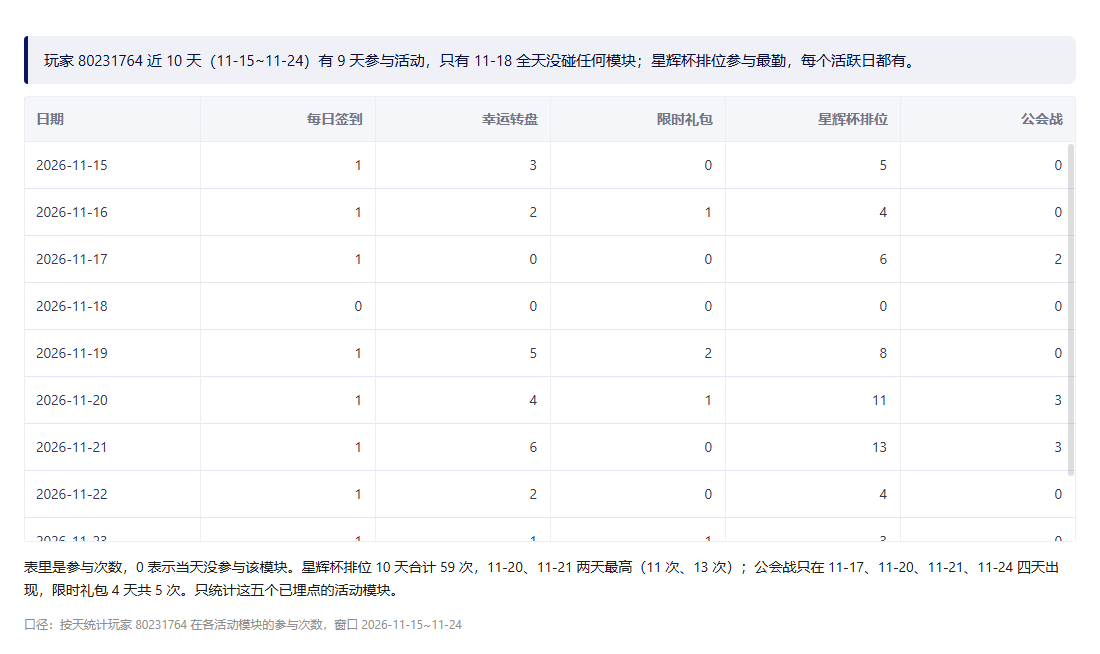 玩家 80231764 近 10 天（11-15~11-24）有 9 天参与活动，只有 11-18 全天没碰任何模块；星辉杯排位参与最勤，每个活跃日都有。
日期 每日签到 幸运转盘 限时礼包 星辉杯排位 公会战
2026-11-15 1 3 0 5 0
2026-11-16 1 2 1 4 0
2026-11-17 1 0 0 6 2
2026-11-18 0 0 0 0 0
2026-11-19 1 5 2 8 0
2026-11-20 1 4 1 11 3
2026-11-21 1 6 0 13 3
2026-11-22 1 2 0 4 0
2026-11-23 1 1 1 3 0
表里是参与次数，0 表示当天没参与该模块。星辉杯排位 10 天合计 59 次，11-20、11-21 两天最高（11 次、13 次）；公会战只在 11-17、11-20、11-21、11-24 四天出
现，限时礼包 4 天共 5 次。只统计这五个已埋点的活动模块。
口径：按天统计玩家 80231764 在各活动模块的参与次数，窗口 2026-11-15~11-24